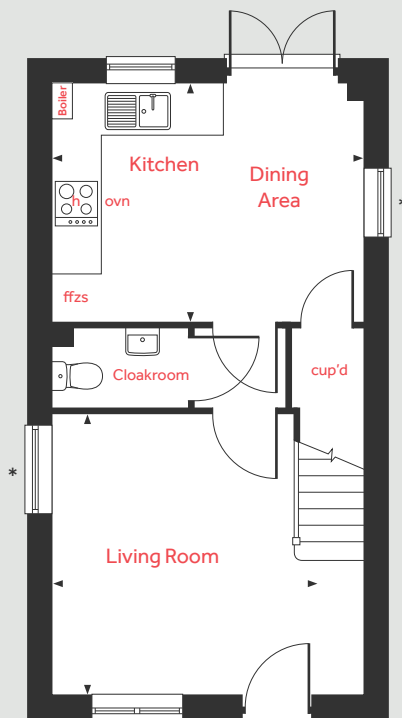 Boiler
Kitchen
Dining
Area
*
h ovn
ffzs
Cloakroom
cup'd
*
Living Room